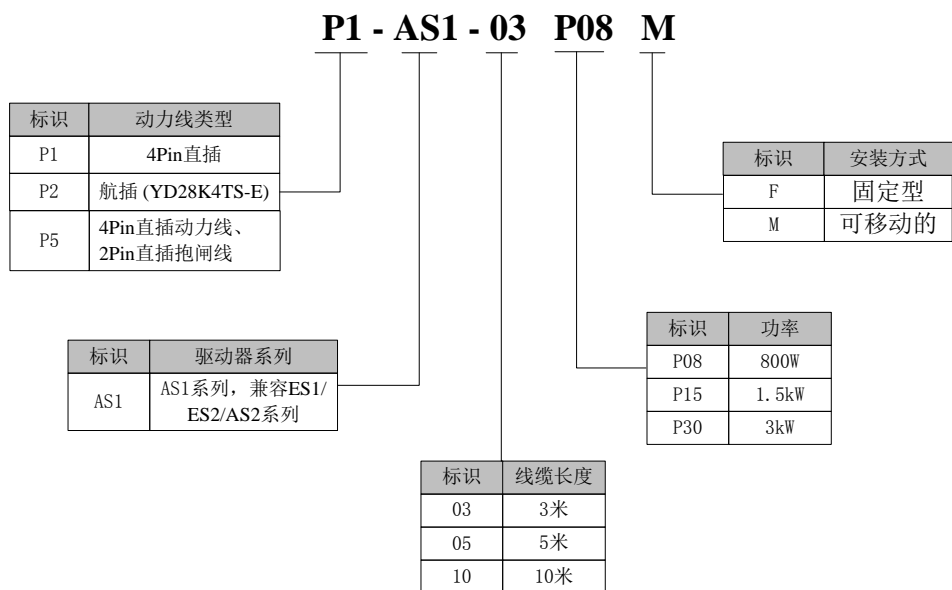 P1 - AS1 - 03 P08 M
标识 动力线类型
P1 4Pin直插
P2 航插 (YD28K4TS-E)
P5 4Pin直插动力线、
2Pin直插抱闸线
标识 安装方式
F 固定型
M 可移动的
标识 驱动器系列
AS1 AS1系列，兼容ES1/
ES2/AS2系列
标识 功率
P08 800W
P15 1.5kW
P30 3kW
标识 线缆长度
03 3米
05 5米
10 10米